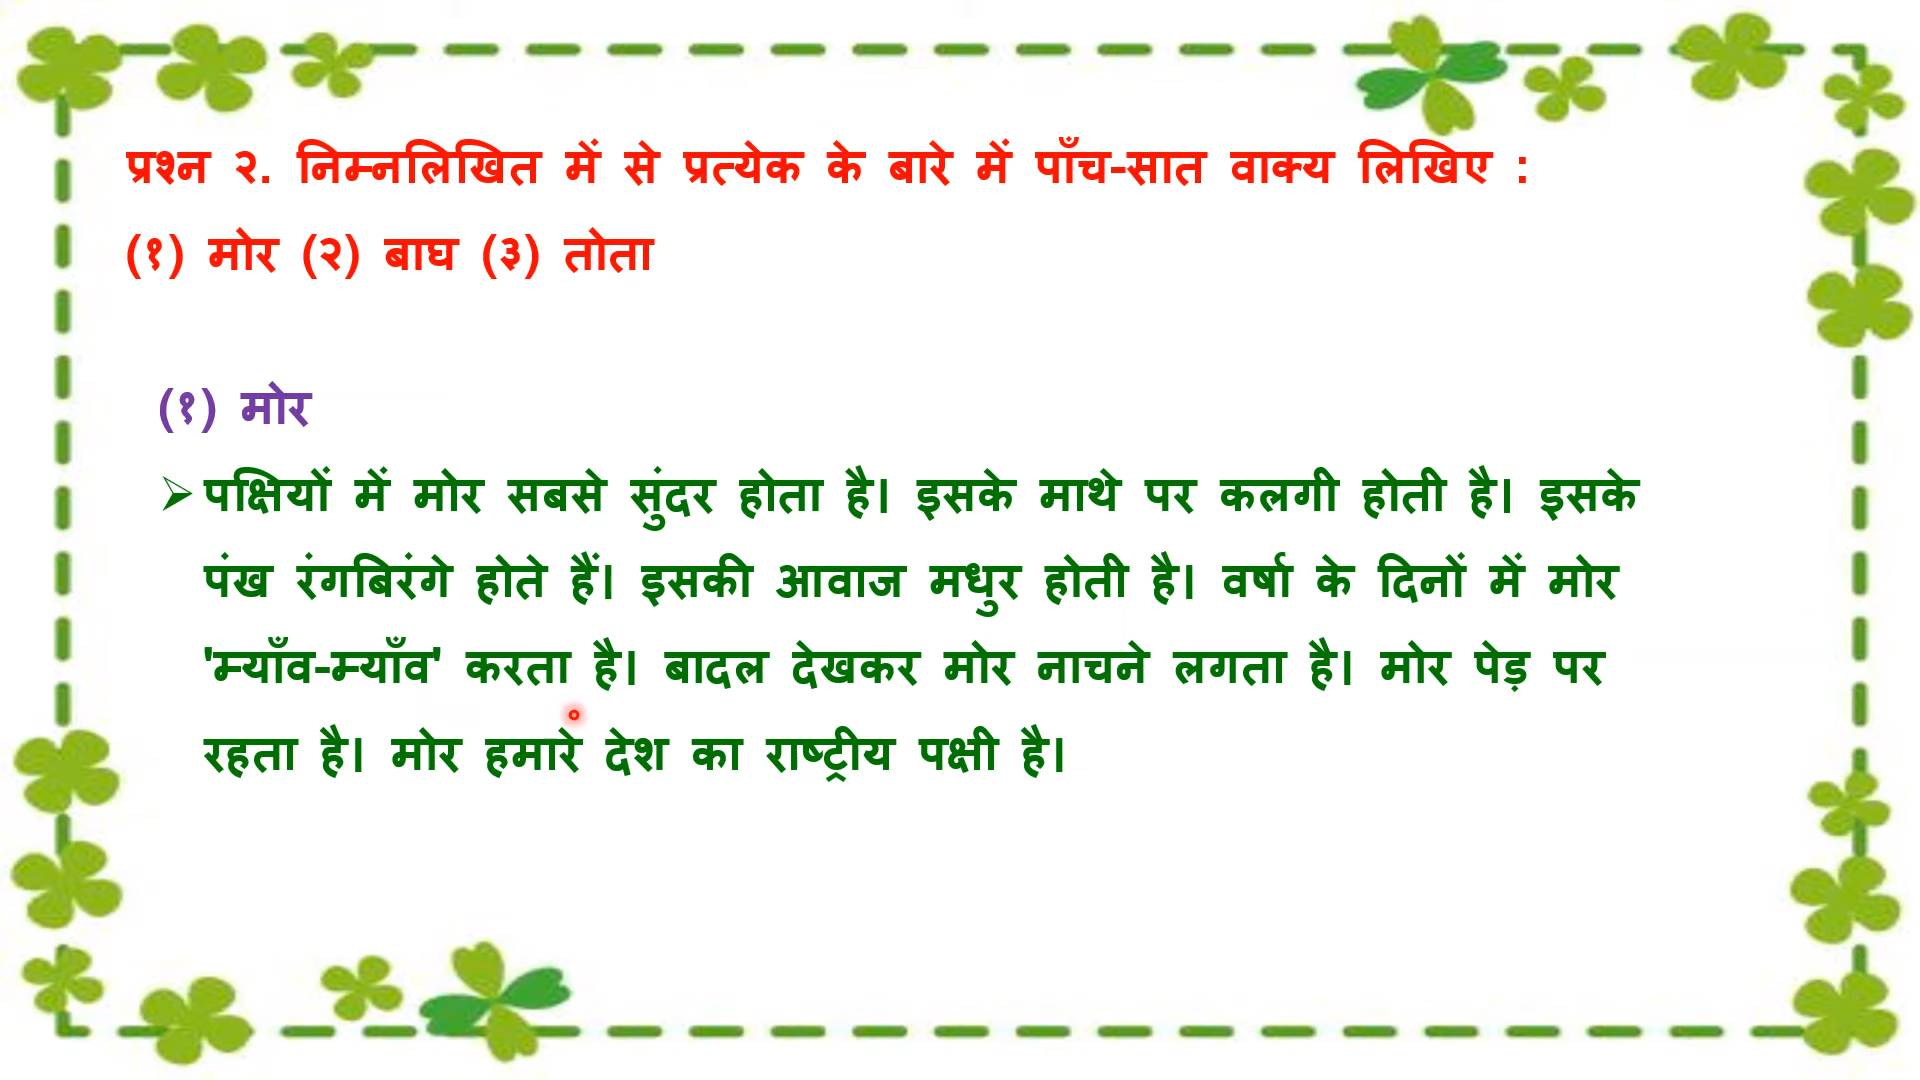 प्रश्न २. निम्नलिखित में से प्रत्येक के बारे में पाँच-सात वाक्य लिखिए :
(१) मोर (२) बाघ (३) तोता
(१) मोर
➢ पक्षियों में मोर सबसे सुंदर होता है। इसके माथे पर कलगी होती है। इसके
पंख रंगबिरंगे होते हैं। इसकी आवाज मधुर होती है। वर्षा के दिनों में मोर
'म्याँव-म्याँव' करता है। बादल देखकर मोर नाचने लगता है। मोर पेड़ पर
रहता है। मोर हमारे देश का राष्ट्रीय पक्षी है।